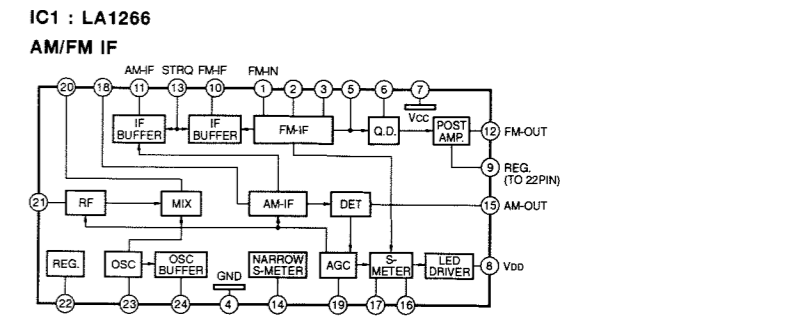 IC1 : LA1266
AM/FM IF
AM-IF STRQ FM-IF FM-IN
20 18 11 13 10 1 2 3 5 6 7
VCC
IF BUFFER
IF BUFFER
FM-IF
Q.D.
POST AMP.
12 FM-OUT
9 REG.
(TO 22PIN)
21 RF MIX AM-IF DET 15 AM-OUT
REG. OSC
OSC BUFFER
GND
NARROW S-METER
AGC
S-METER
LED DRIVER
8 VDD
22 23 24 4 14 19 17 16